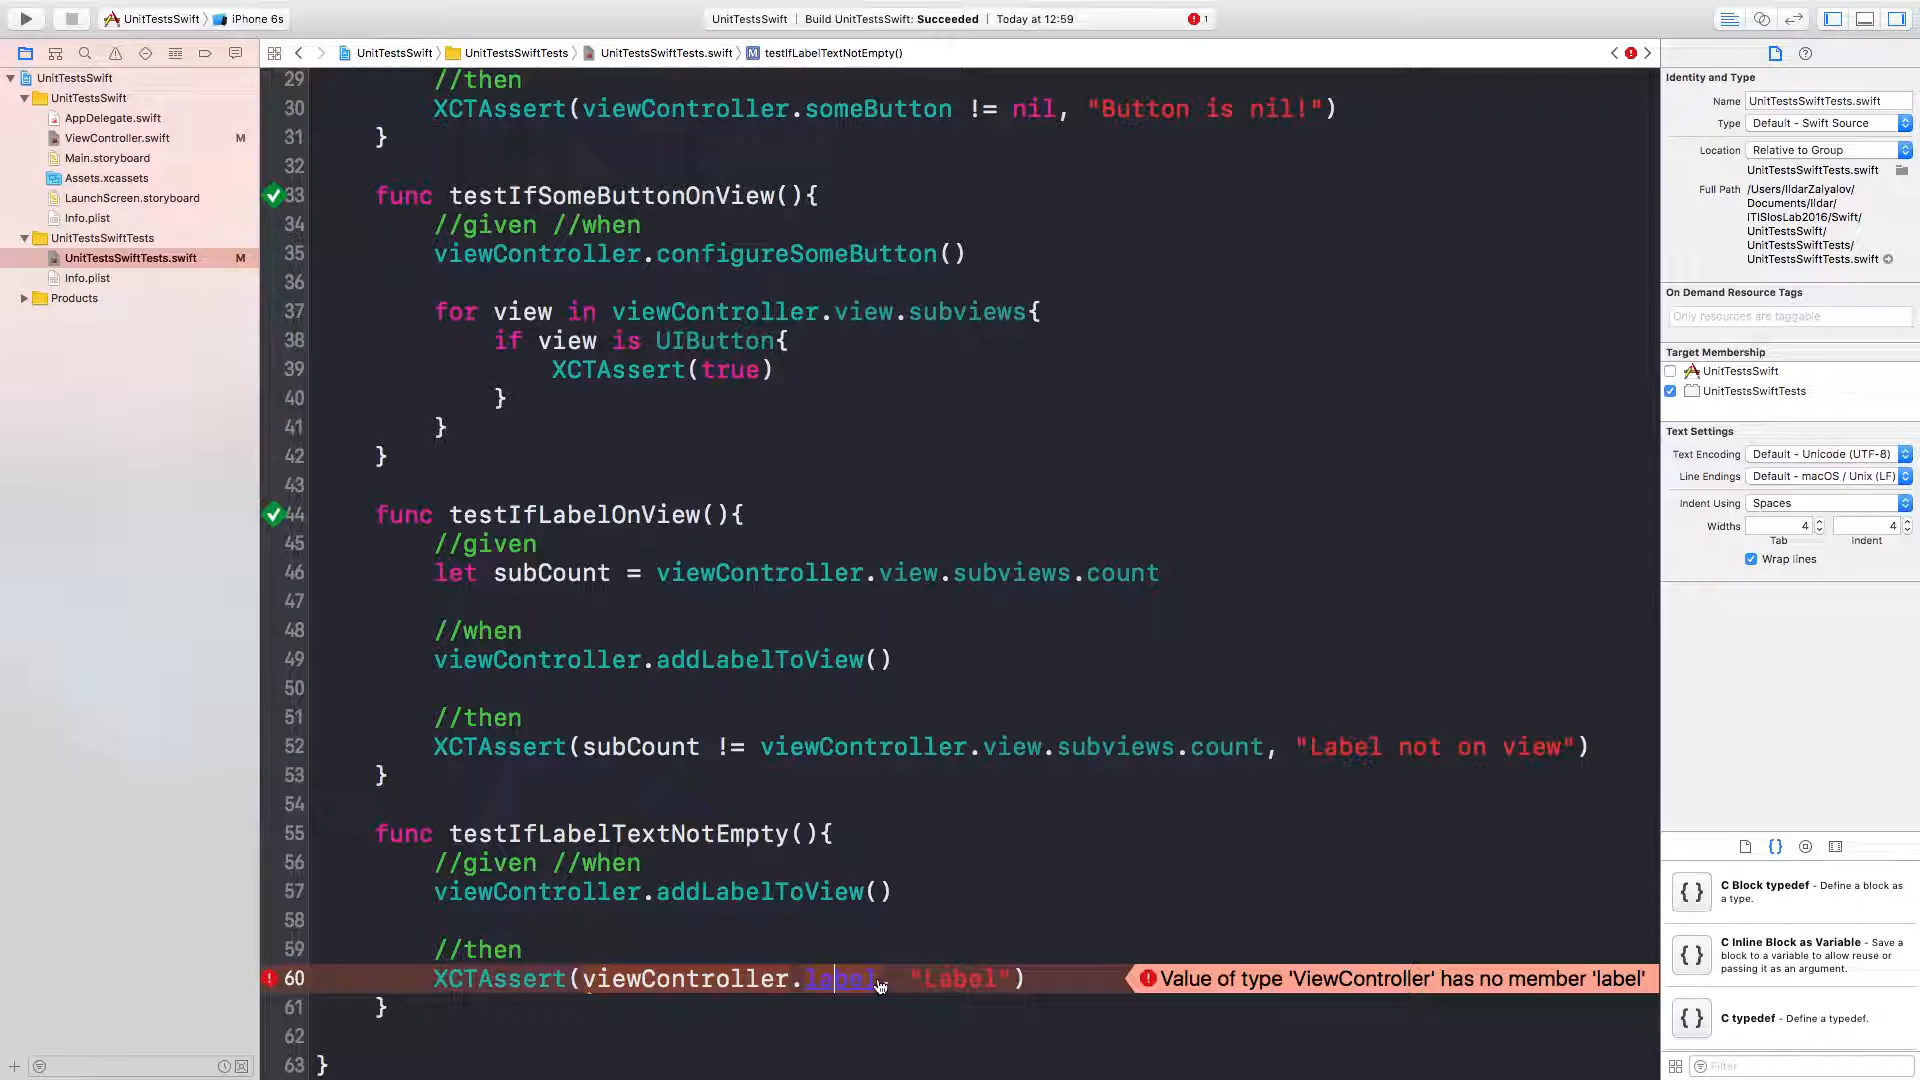 UnitTestsSwift iPhone 6s UnitTestsSwift Build UnitTestsSwift: Succeeded Today at 12:59 1
UnitTestsSwift UnitTestsSwiftTests UnitTestsSwiftTests.swift M testIfLabelTextNotEmpty()
UnitTestsSwift
UnitTestsSwift
AppDelegate.swift
ViewController.swift M
Main.storyboard
Assets.xcassets
LaunchScreen.storyboard
Info.plist
UnitTestsSwiftTests
UnitTestsSwiftTests.swift M
Info.plist
Products
29 //then
30 XCTAssert(viewController.someButton != nil, "Button is nil!")
31 }
32
33 func testIfSomeButtonOnView(){
34 //given //when
35 viewController.configureSomeButton()
36
37 for view in viewController.view.subviews{
38 if view is UIButton{
39 XCTAssert(true)
40 }
41 }
42 }
43
44 func testIfLabelOnView(){
45 //given
46 let subCount = viewController.view.subviews.count
47
48 //when
49 viewController.addLabelToView()
50
51 //then
52 XCTAssert(subCount != viewController.view.subviews.count, "Label not on view")
53 }
54
55 func testIfLabelTextNotEmpty(){
56 //given //when
57 viewController.addLabelToView()
58
59 //then
60 XCTAssert(viewController.label, "Label") Value of type 'ViewController' has no member 'label'
61 }
62
63 }
Identity and Type
Name UnitTestsSwiftTests.swift
Type Default - Swift Source
Location Relative to Group
UnitTestsSwiftTests.swift
Full Path /Users/IldarZalyalov/
Documents/Ildar/
ITISIosLab2016/Swift/
UnitTestsSwift/
UnitTestsSwiftTests/
UnitTestsSwiftTests.swift
On Demand Resource Tags
Only resources are taggable
Target Membership
UnitTestsSwift
UnitTestsSwiftTests
Text Settings
Text Encoding Default - Unicode (UTF-8)
Line Endings Default - macOS / Unix (LF)
Indent Using Spaces
Widths 4 4
Tab Indent
Wrap lines
{}
{ } C Block typedef - Define a block as
a type.
{ } C Inline Block as Variable - Save a
block to a variable to allow reuse or
passing it as an argument.
{ } C typedef - Define a typedef.
Filter